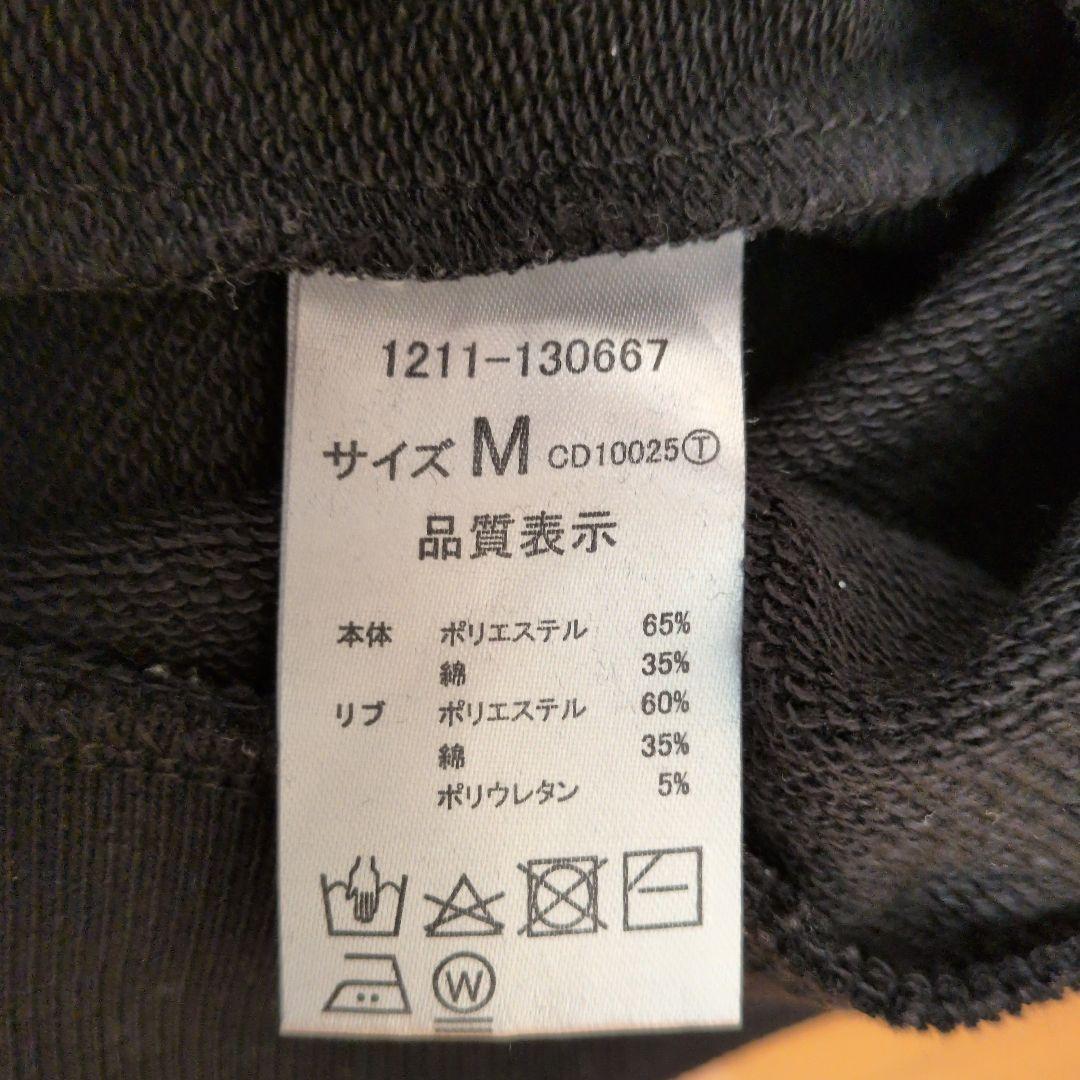 1211-130667
サイズ M CD10025Ⓣ
品質表示
本体 ポリエステル 65%
綿 35%
リブ ポリエステル 60%
綿 35%
ポリウレタン 5%
W